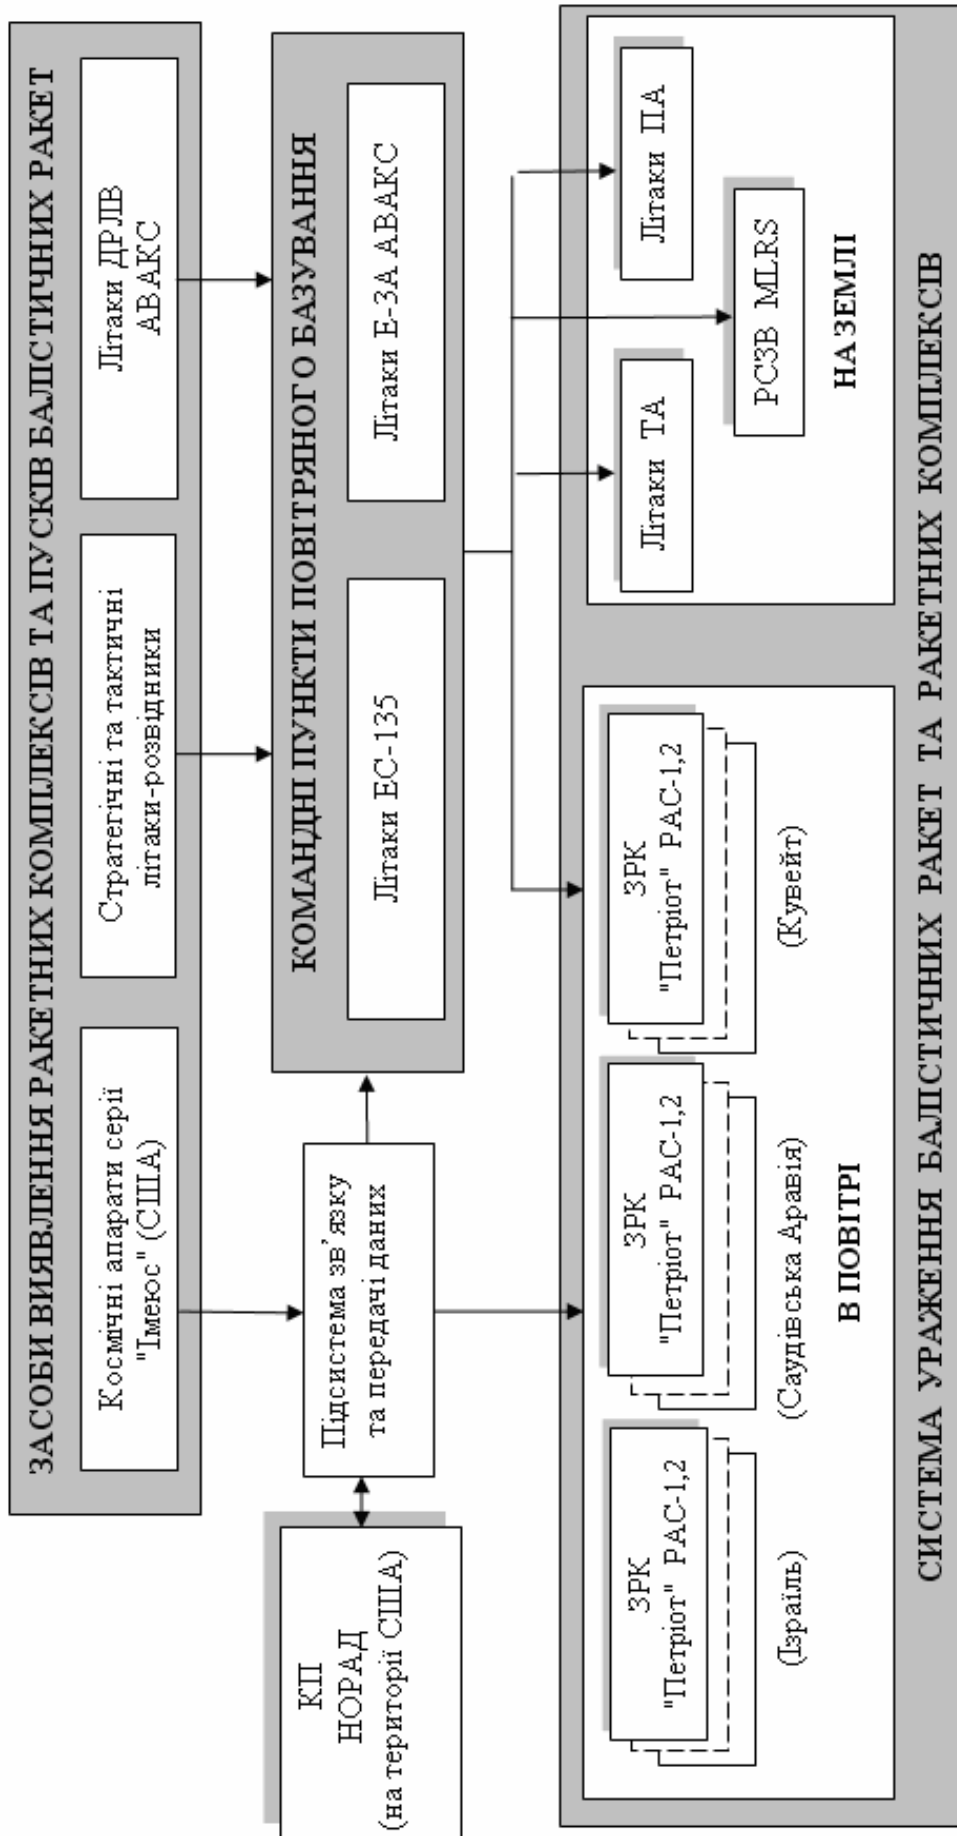 ЗАСОБИ ВИЯВЛЕННЯ РАКЕТНИХ КОМПЛЕКСІВ ТА ПУСКІВ БАЛІСТИЧНИХ РАКЕТ
Космічні апарати серії
"Імеюс" (США)
Стратегічні та тактичні
літаки-розвідники
Літаки ДРЛВ
АВАКС
КП
НОРАД
(на території США)
Підсистема зв'язку
та передачі даних
КОМАНДНІ ПУНКТИ ПОВІТРЯНОГО БАЗУВАННЯ
Літаки ЕС-135
Літаки Е-3А АВАКС
ЗРК
"Петріот" РАС-1,2
(Ізраїль)
ЗРК
"Петріот" РАС-1,2
(Саудівська Аравія)
ЗРК
"Петріот" РАС-1,2
(Кувейт)
В ПОВІТРІ
Літаки ТА
Літаки ПА
РСЗВ MLRS
НА ЗЕМЛІ
СИСТЕМА УРАЖЕННЯ БАЛІСТИЧНИХ РАКЕТ ТА РАКЕТНИХ КОМПЛЕКСІВ